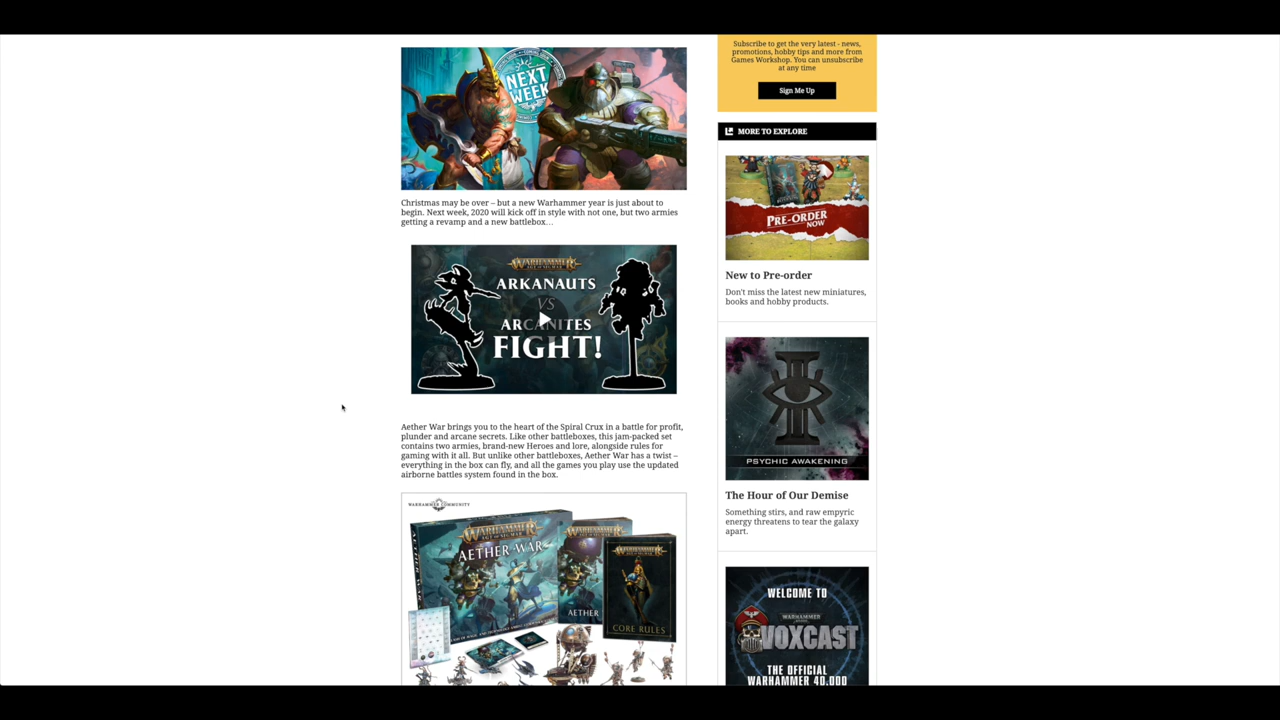 NEXT
WEEK
Christmas may be over – but a new Warhammer year is just about to
begin. Next week, 2020 will kick off in style with not one, but two armies
getting a revamp and a new battlebox…
WARHAMMER
AGE OF SIGMAR
ARKANAUTS
VS
ARCANITES
FIGHT!
Aether War brings you to the heart of the Spiral Crux in a battle for profit,
plunder and arcane secrets. Like other battleboxes, this jam-packed set
contains two armies, brand-new Heroes and lore, alongside rules for
gaming with it all. But unlike other battleboxes, Aether War has a twist –
everything in the box can fly, and all the games you play use the updated
airborne battles system found in the box.
WARHAMMER COMMUNITY
WARHAMMER
AGE OF SIGMAR
AETHER WAR
WARHAMMER
AETHER
WARHAMMER
CORE RULES
Subscribe to get the very latest - news,
promotions, hobby tips and more from
Games Workshop. You can unsubscribe
at any time
Sign Me Up
MORE TO EXPLORE
PRE-ORDER
NOW
New to Pre-order
Don't miss the latest new miniatures,
books and hobby products.
PSYCHIC AWAKENING
The Hour of Our Demise
Something stirs, and raw empyric
energy threatens to tear the galaxy
apart.
WELCOME TO
WARHAMMER
VOXCAST
THE OFFICIAL
WARHAMMER 40,000